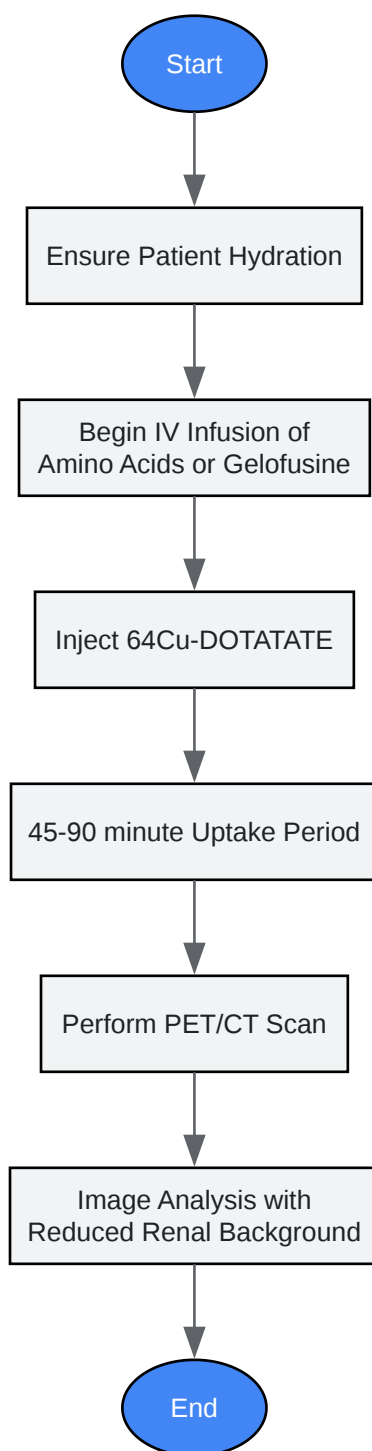 Start
Ensure Patient Hydration
Begin IV Infusion of
Amino Acids or Gelofusine
Inject 64Cu-DOTATATE
45-90 minute Uptake Period
Perform PET/CT Scan
Image Analysis with
Reduced Renal Background
End